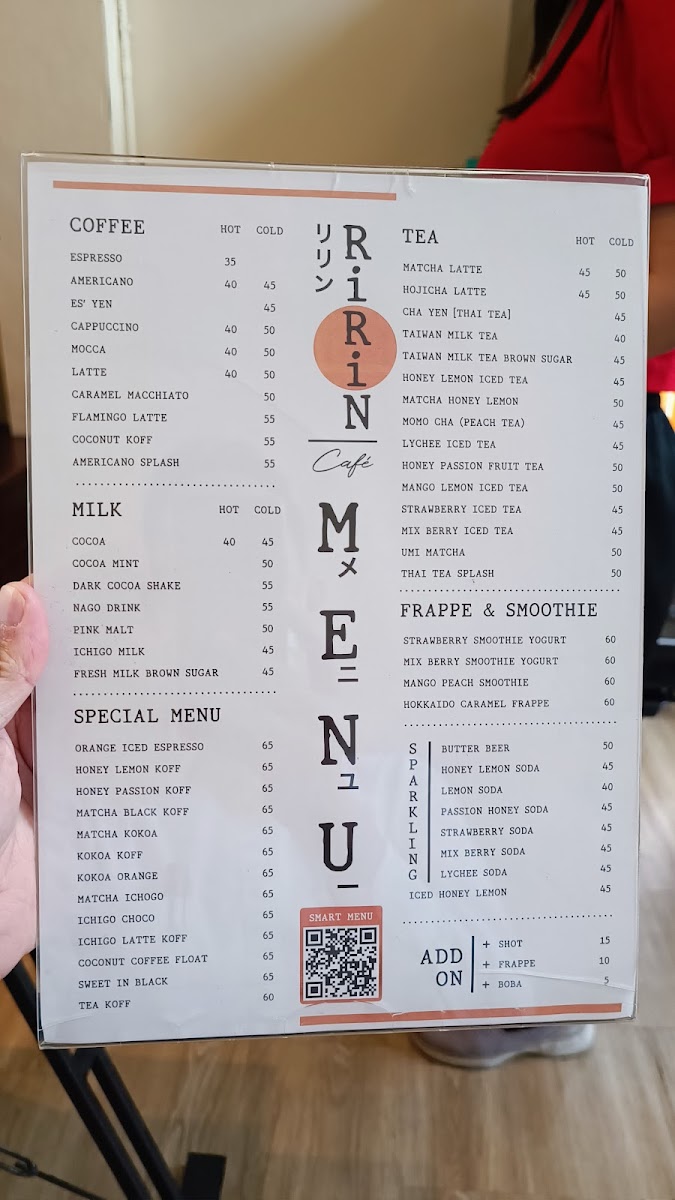 COFFEE HOT COLD
ESPRESSO 35
AMERICANO 40 45
ES' YEN 45
CAPPUCCINO 40 50
MOCCA 40 50
LATTE 40 50
CARAMEL MACCHIATO 50
FLAMINGO LATTE 55
COCONUT KOFF 55
AMERICANO SPLASH 55
MILK HOT COLD
COCOA 40 45
COCOA MINT 50
DARK COCOA SHAKE 55
NAGO DRINK 55
PINK MALT 50
ICHIGO MILK 45
FRESH MILK BROWN SUGAR 45
SPECIAL MENU
ORANGE ICED ESPRESSO 65
HONEY LEMON KOFF 65
HONEY PASSION KOFF 65
MATCHA BLACK KOFF 65
MATCHA KOKOA 65
KOKOA KOFF 65
KOKOA ORANGE 65
MATCHA ICHOGO 65
ICHIGO CHOCO 65
ICHIGO LATTE KOFF 65
COCONUT COFFEE FLOAT 65
SWEET IN BLACK 65
TEA KOFF 60
リリン
RiRiN
Café
MENU
メニュー
SMART MENU
TEA HOT COLD
MATCHA LATTE 45 50
HOJICHA LATTE 45 50
CHA YEN [THAI TEA] 45
TAIWAN MILK TEA 40
TAIWAN MILK TEA BROWN SUGAR 45
HONEY LEMON ICED TEA 45
MATCHA HONEY LEMON 50
MOMO CHA (PEACH TEA) 45
LYCHEE ICED TEA 45
HONEY PASSION FRUIT TEA 50
MANGO LEMON ICED TEA 50
STRAWBERRY ICED TEA 45
MIX BERRY ICED TEA 45
UMI MATCHA 50
THAI TEA SPLASH 50
FRAPPE & SMOOTHIE
STRAWBERRY SMOOTHIE YOGURT 60
MIX BERRY SMOOTHIE YOGURT 60
MANGO PEACH SMOOTHIE 60
HOKKAIDO CARAMEL FRAPPE 60
SPARKLING
BUTTER BEER 50
HONEY LEMON SODA 45
LEMON SODA 40
PASSION HONEY SODA 45
STRAWBERRY SODA 45
MIX BERRY SODA 45
LYCHEE SODA 45
ICED HONEY LEMON 45
ADD ON
+ SHOT 15
+ FRAPPE 10
+ BOBA 5